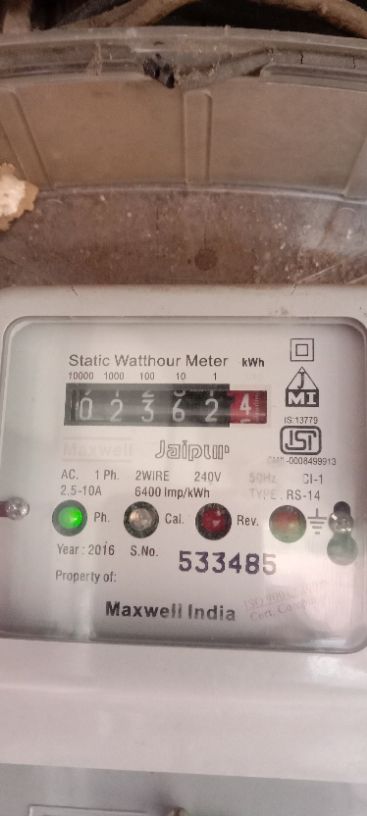 Static Watthour Meter kWh
10000 1000 100 10 1
0 2 3 6 2 4
JMI
IS:13779
Maxwell Jaipur
CM/L-0008499913
AC. 1 Ph. 2WIRE 240V 50Hz Cl-1
2.5-10A 6400 Imp/kWh TYPE. RS-14
Ph. Cal. Rev.
Year : 2016 S.No. 533485
Property of:
Maxwell India